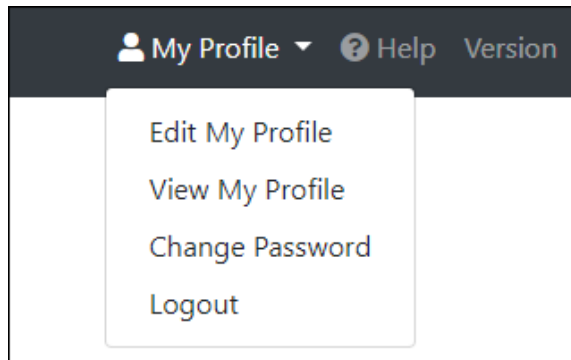 My Profile Help Version
Edit My Profile
View My Profile
Change Password
Logout